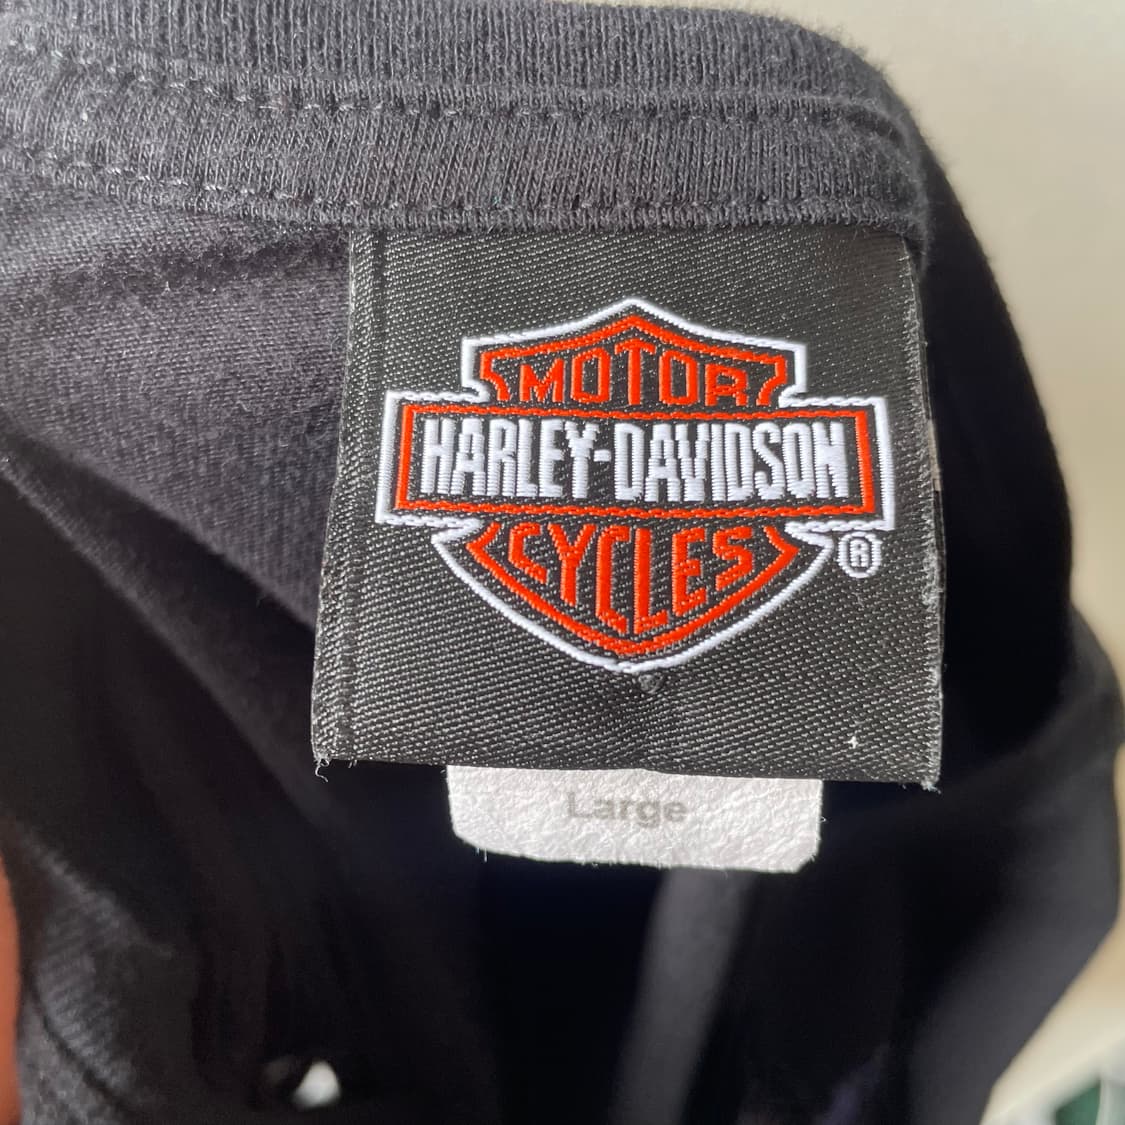 MOTOR
HARLEY-DAVIDSON
CYCLES
®
Large